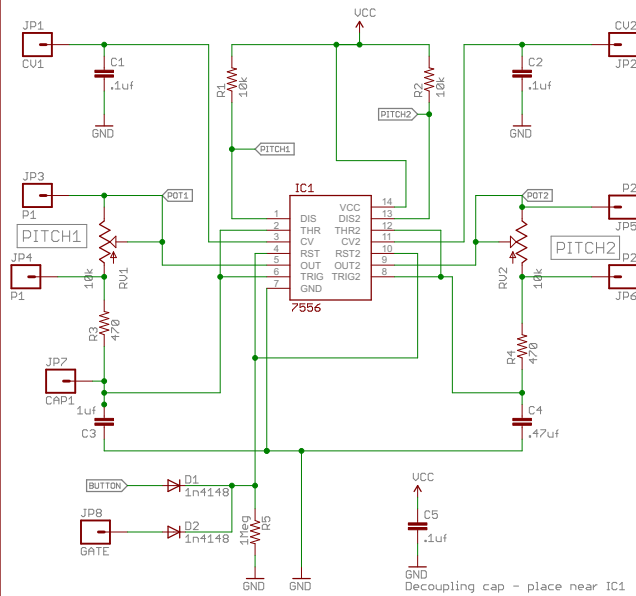 JP1
CV1
C1
.1uf
GND
VCC
R1
10k
R2
10k
PITCH1
PITCH2
C2
.1uf
GND
CV2
JP2
JP3
P1
POT1
PITCH1
JP4
P1
10k
RV1
R3
470
JP7
CAP1
1uf
C3
IC1
1 DIS VCC 14
2 THR DIS2 13
3 CV THR2 12
4 RST CV2 11
5 OUT RST2 10
6 TRIG OUT2 9
7 GND TRIG2 8
7556
POT2
P2
JP5
PITCH2
P2
JP6
RV2
10k
R4
470
C4
.47uf
BUTTON
D1
1n4148
JP8
GATE
D2
1n4148
1Meg
R5
GND
GND
VCC
C5
.1uf
GND
Decoupling cap - place near IC1